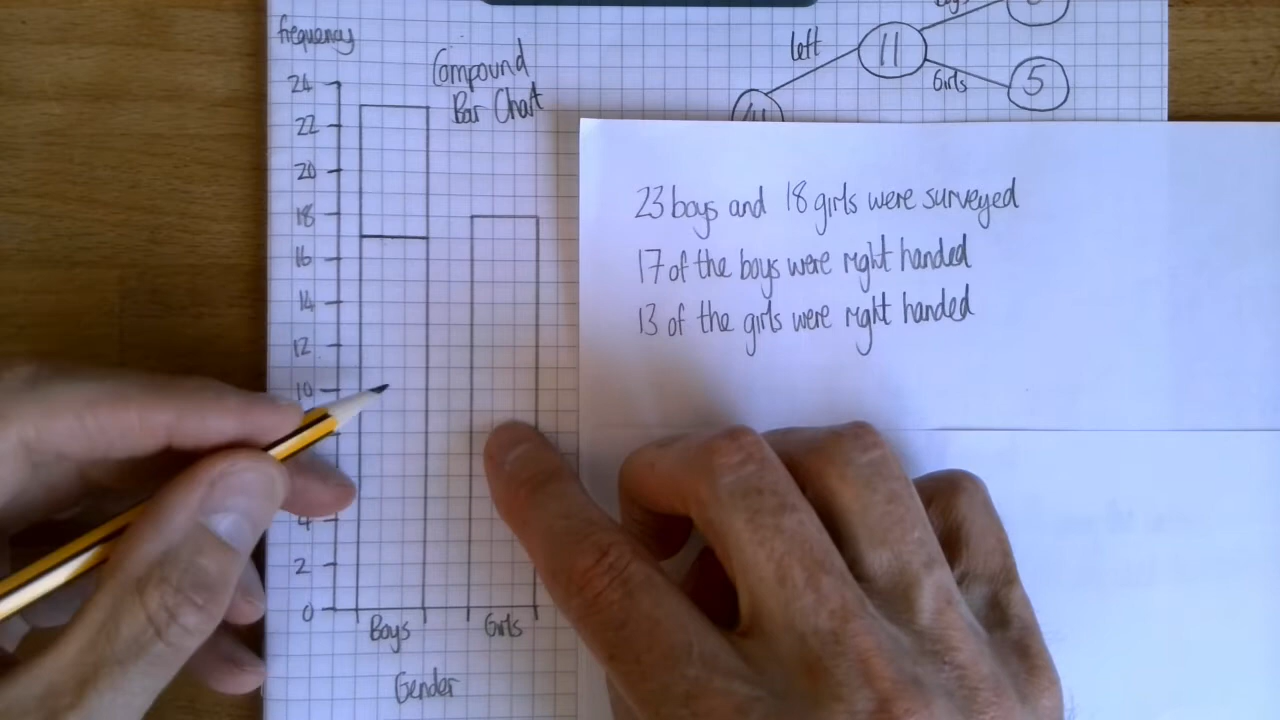 frequency
Compound
Bar Chart
24
22
20
18
16
14
12
10
4
2
0
Boys
Girls
Gender
left
11
Girls
5
23 boys and 18 girls were surveyed
17 of the boys were right handed
13 of the girls were right handed